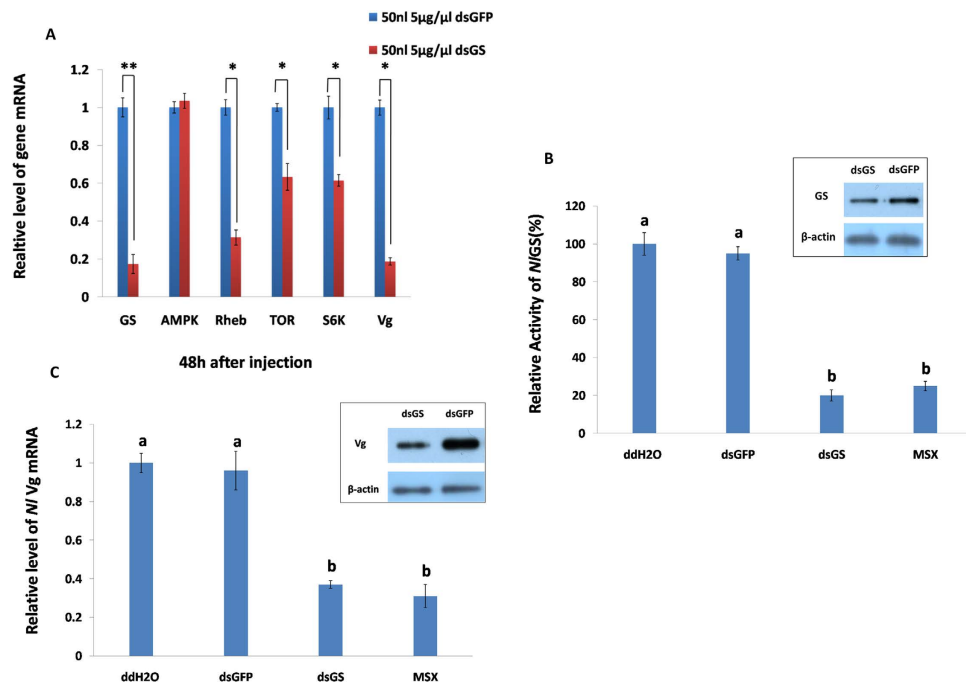 50nl 5μg/μl dsGFP
A
50nl 5μg/μl dsGS
** * * * *
Realtive level of gene mRNA
1.2
1
0.8
0.6
0.4
0.2
0
GS AMPK Rheb TOR S6K Vg
48h after injection
B
dsGS dsGFP
GS
β-actin
Relative Activity of NlGS(%)
120
100
80
60
40
20
0
a a b b
ddH2O dsGFP dsGS MSX
C
dsGS dsGFP
Vg
β-actin
Relative level of Nl Vg mRNA
1.2
1
0.8
0.6
0.4
0.2
0
a a b b
ddH2O dsGFP dsGS MSX